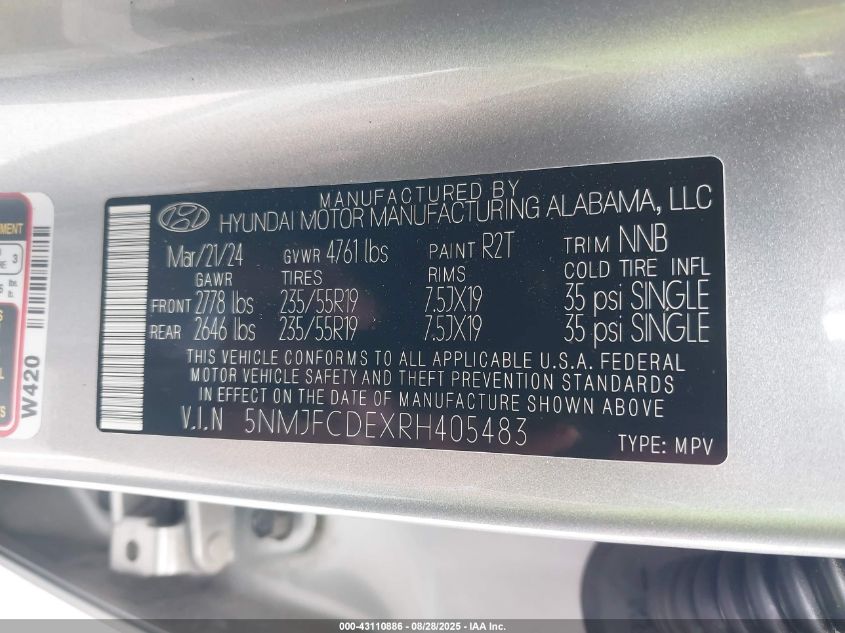 MANUFACTURED BY
HYUNDAI MOTOR MANUFACTURING ALABAMA, LLC
Mar/21/24 GVWR 4761 lbs PAINT R2T TRIM NNB
GAWR TIRES RIMS COLD TIRE INFL
FRONT 2778 lbs 235/55R19 7.5JX19 35 psi SINGLE
REAR 2646 lbs 235/55R19 7.5JX19 35 psi SINGLE
THIS VEHICLE CONFORMS TO ALL APPLICABLE U.S.A. FEDERAL
MOTOR VEHICLE SAFETY AND THEFT PREVENTION STANDARDS
IN EFFECT ON THE DATE OF MANUFACTURE SHOWN ABOVE
V.I.N 5NMJFCDEXRH405483
TYPE: MPV
W420
3
lbs
000-43110886 - 08/28/2025 - IAA Inc.